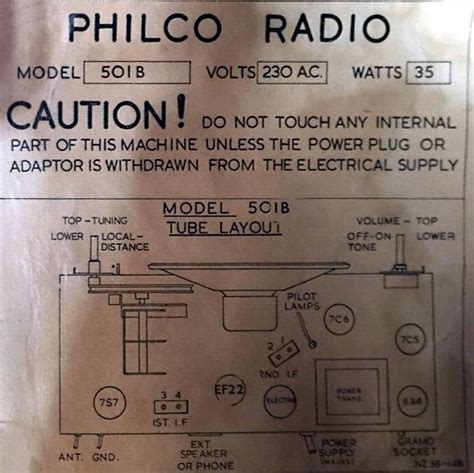 PHILCO RADIO
MODEL 501B VOLTS 230 A.C. WATTS 35
CAUTION! DO NOT TOUCH ANY INTERNAL
PART OF THIS MACHINE UNLESS THE POWER PLUG OR
ADAPTOR IS WITHDRAWN FROM THE ELECTRICAL SUPPLY
MODEL 501B
TUBE LAYOUT
TOP-TUNING
LOWER LOCAL-
DISTANCE
VOLUME-TOP
OFF-ON LOWER
TONE
PILOT
LAMPS
7C6
7C5
2 1
2ND I.F.
7S7
3 4
1ST. I.F
EF22
ELECTRO
POWER
TRANS.
6X4
ANT. GND.
EXT.
SPEAKER
OR PHONE
POWER
SUPPLY
(MAINS)
GRAMO
SOCKET